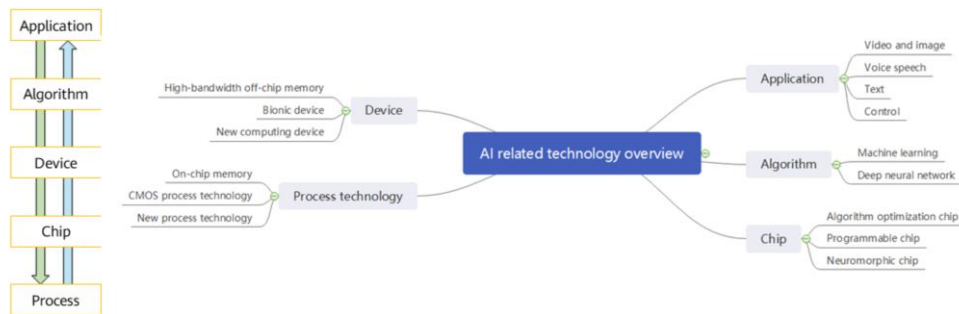 Application
Algorithm
Device
Chip
Process
High-bandwidth off-chip memory
Bionic device
New computing device
Device
On-chip memory
CMOS process technology
New process technology
Process technology
AI related technology overview
Application
Video and image
Voice speech
Text
Control
Algorithm
Machine learning
Deep neural network
Chip
Algorithm optimization chip
Programmable chip
Neuromorphic chip